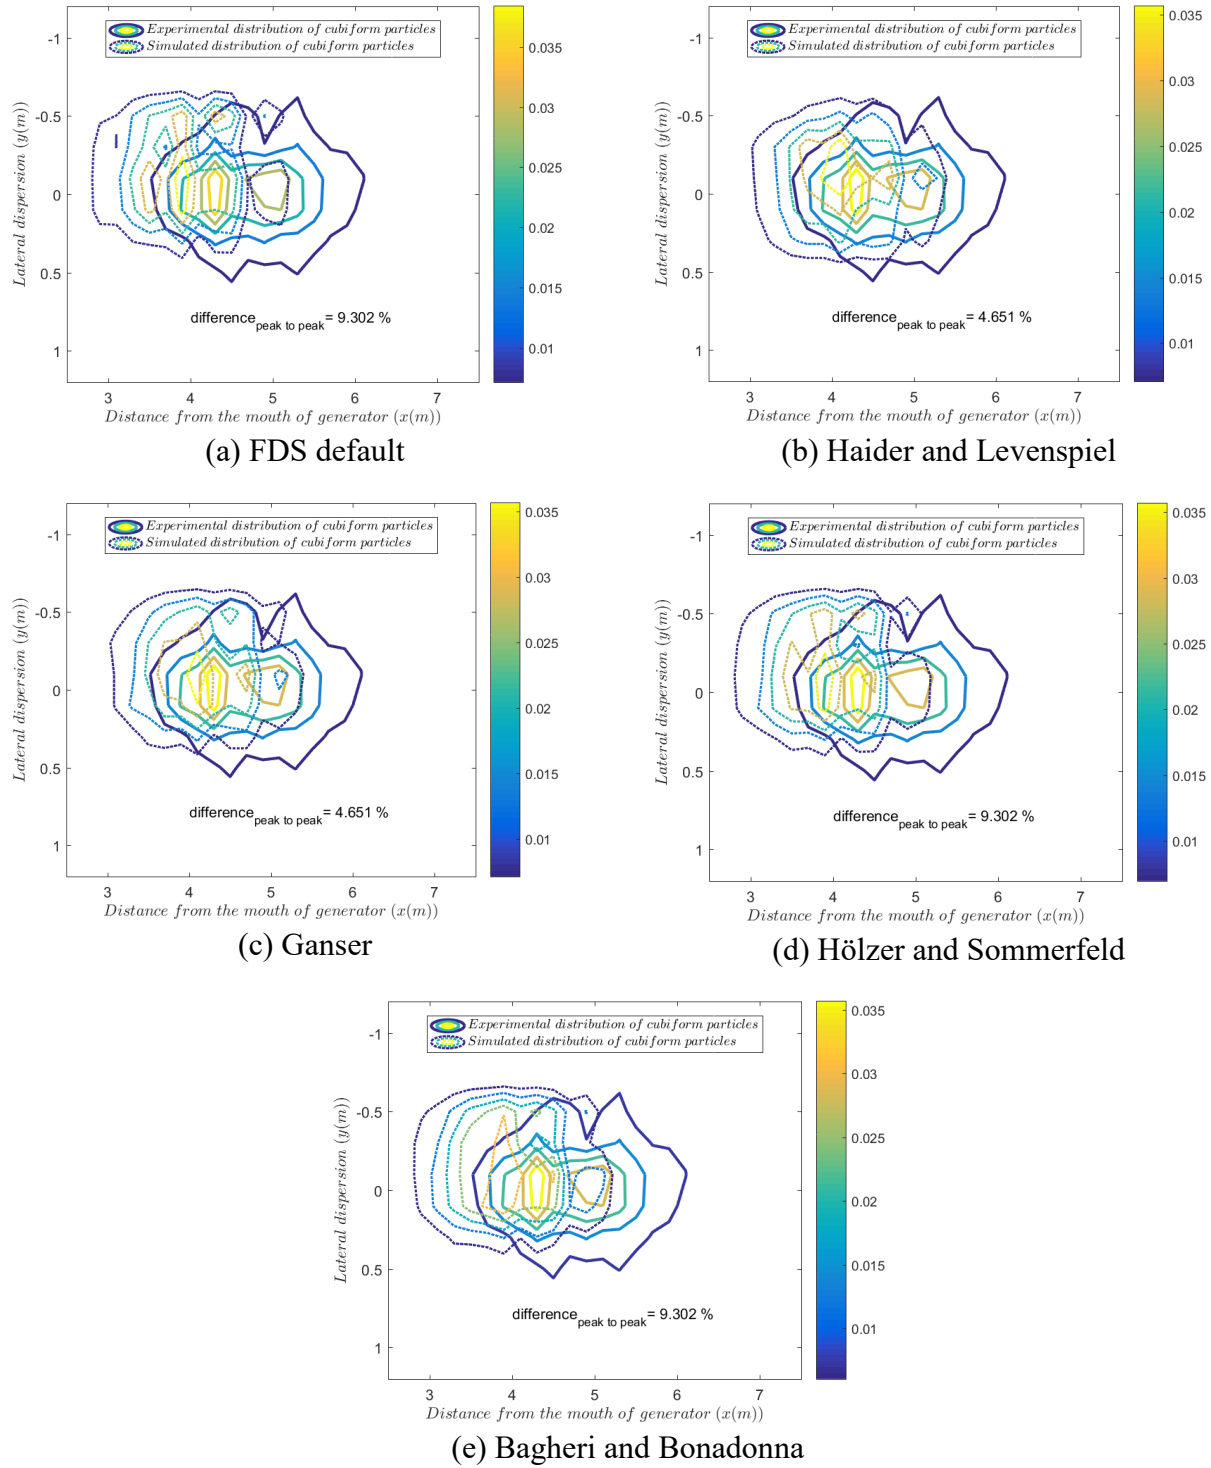 Experimental distribution of cubiform particles
Simulated distribution of cubiform particles
-1
-0.5
0
0.5
1
Lateral dispersion (y(m))
difference peak to peak = 9.302 %
3 4 5 6 7
Distance from the mouth of generator (x(m))
0.035
0.03
0.025
0.02
0.015
0.01
(a) FDS default
Experimental distribution of cubiform particles
Simulated distribution of cubiform particles
-1
-0.5
0
0.5
1
Lateral dispersion (y(m))
difference peak to peak = 4.651 %
3 4 5 6 7
Distance from the mouth of generator (x(m))
0.035
0.03
0.025
0.02
0.015
0.01
(b) Haider and Levenspiel
Experimental distribution of cubiform particles
Simulated distribution of cubiform particles
-1
-0.5
0
0.5
1
Lateral dispersion (y(m))
difference peak to peak = 4.651 %
3 4 5 6 7
Distance from the mouth of generator (x(m))
0.035
0.03
0.025
0.02
0.015
0.01
(c) Ganser
Experimental distribution of cubiform particles
Simulated distribution of cubiform particles
-1
-0.5
0
0.5
1
Lateral dispersion (y(m))
difference peak to peak = 9.302 %
3 4 5 6 7
Distance from the mouth of generator (x(m))
0.035
0.03
0.025
0.02
0.015
0.01
(d) Hölzer and Sommerfeld
Experimental distribution of cubiform particles
Simulated distribution of cubiform particles
-1
-0.5
0
0.5
1
Lateral dispersion (y(m))
difference peak to peak = 9.302 %
3 4 5 6 7
Distance from the mouth of generator (x(m))
0.035
0.03
0.025
0.02
0.015
0.01
(e) Bagheri and Bonadonna